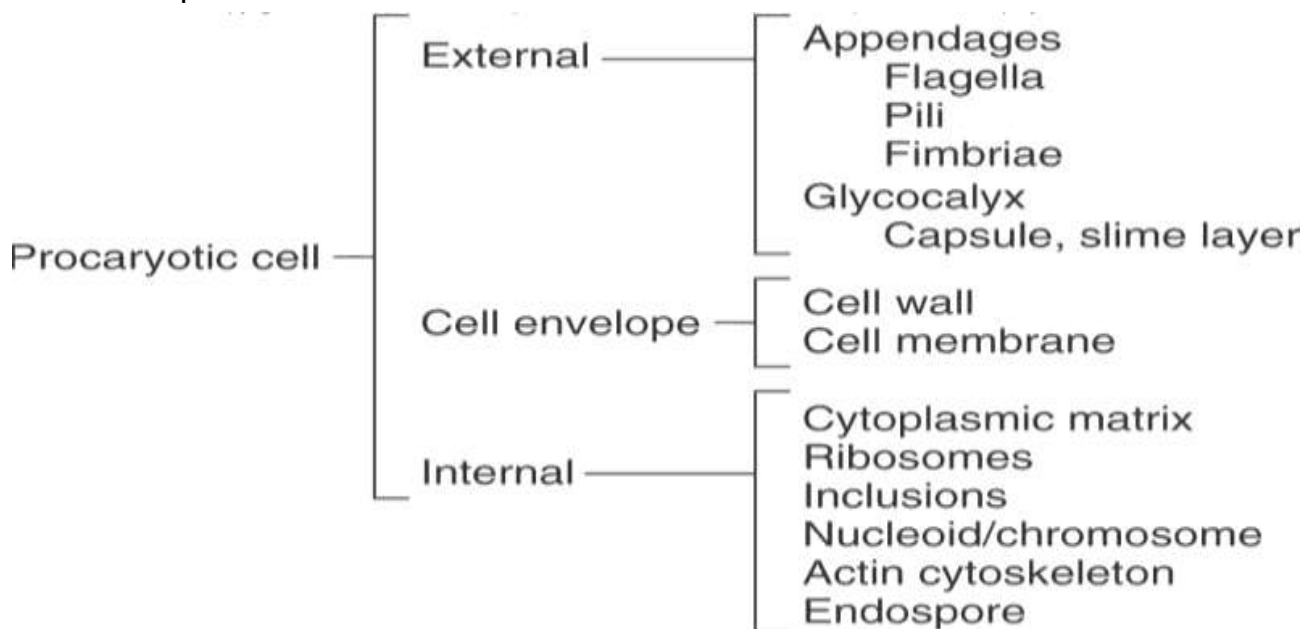 External
Appendages
Flagella
Pili
Fimbriae
Glycocalyx
Capsule, slime layer
Procaryotic cell
Cell envelope
Cell wall
Cell membrane
Internal
Cytoplasmic matrix
Ribosomes
Inclusions
Nucleoid/chromosome
Actin cytoskeleton
Endospore